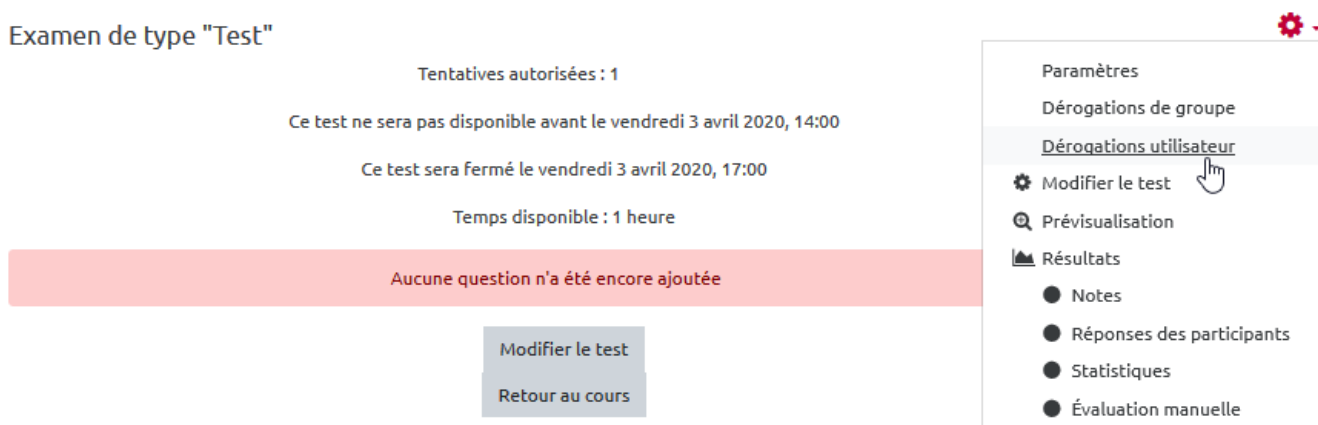 Examen de type "Test"
Tentatives autorisées : 1
Ce test ne sera pas disponible avant le vendredi 3 avril 2020, 14:00
Ce test sera fermé le vendredi 3 avril 2020, 17:00
Temps disponible : 1 heure
Aucune question n'a été encore ajoutée
Modifier le test
Retour au cours
Paramètres
Dérogations de groupe
Dérogations utilisateur
Modifier le test
Prévisualisation
Résultats
Notes
Réponses des participants
Statistiques
Évaluation manuelle